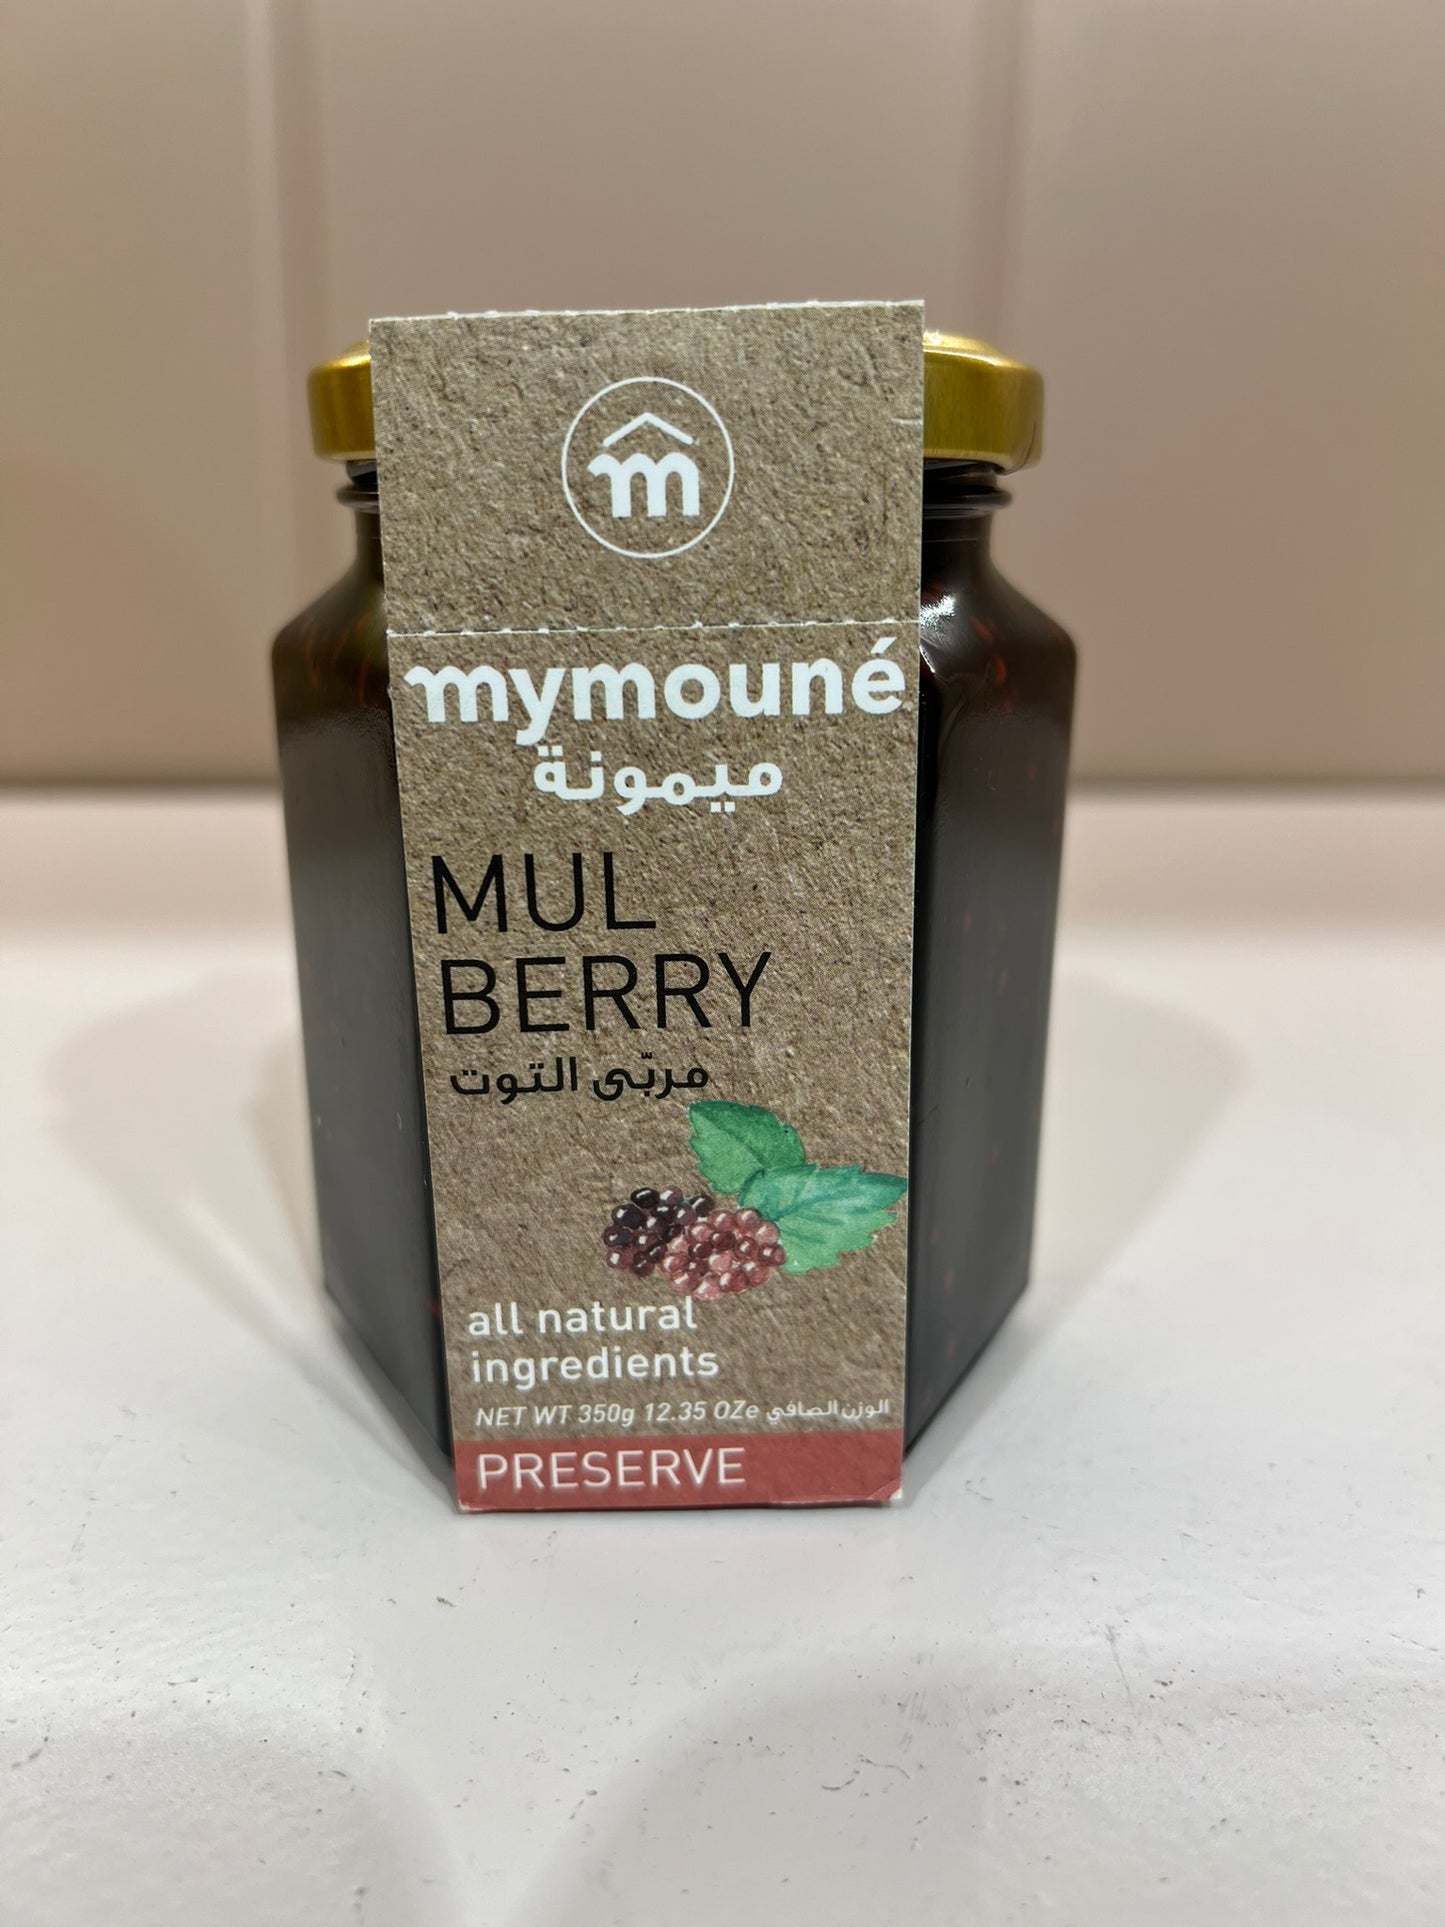 m
mymouné
ميمونة
MUL
BERRY
مربّى التوت
all natural
ingredients
NET WT 350g 12.35 OZe الوزن الصافي
PRESERVE